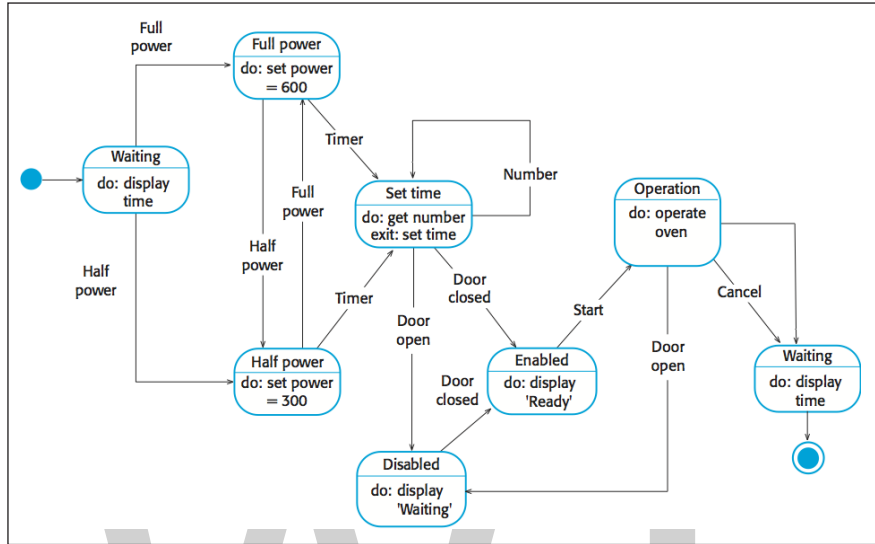 Full
power
Full power
do: set power
= 600
Timer
Waiting
do: display
time
Full
power
Half
power
Half
power
Set time
do: get number
exit: set time
Number
Operation
do: operate
oven
Timer
Door
open
Door
closed
Start
Cancel
Door
open
Half power
do: set power
= 300
Door
closed
Enabled
do: display
'Ready'
Waiting
do: display
time
Disabled
do: display
'Waiting'